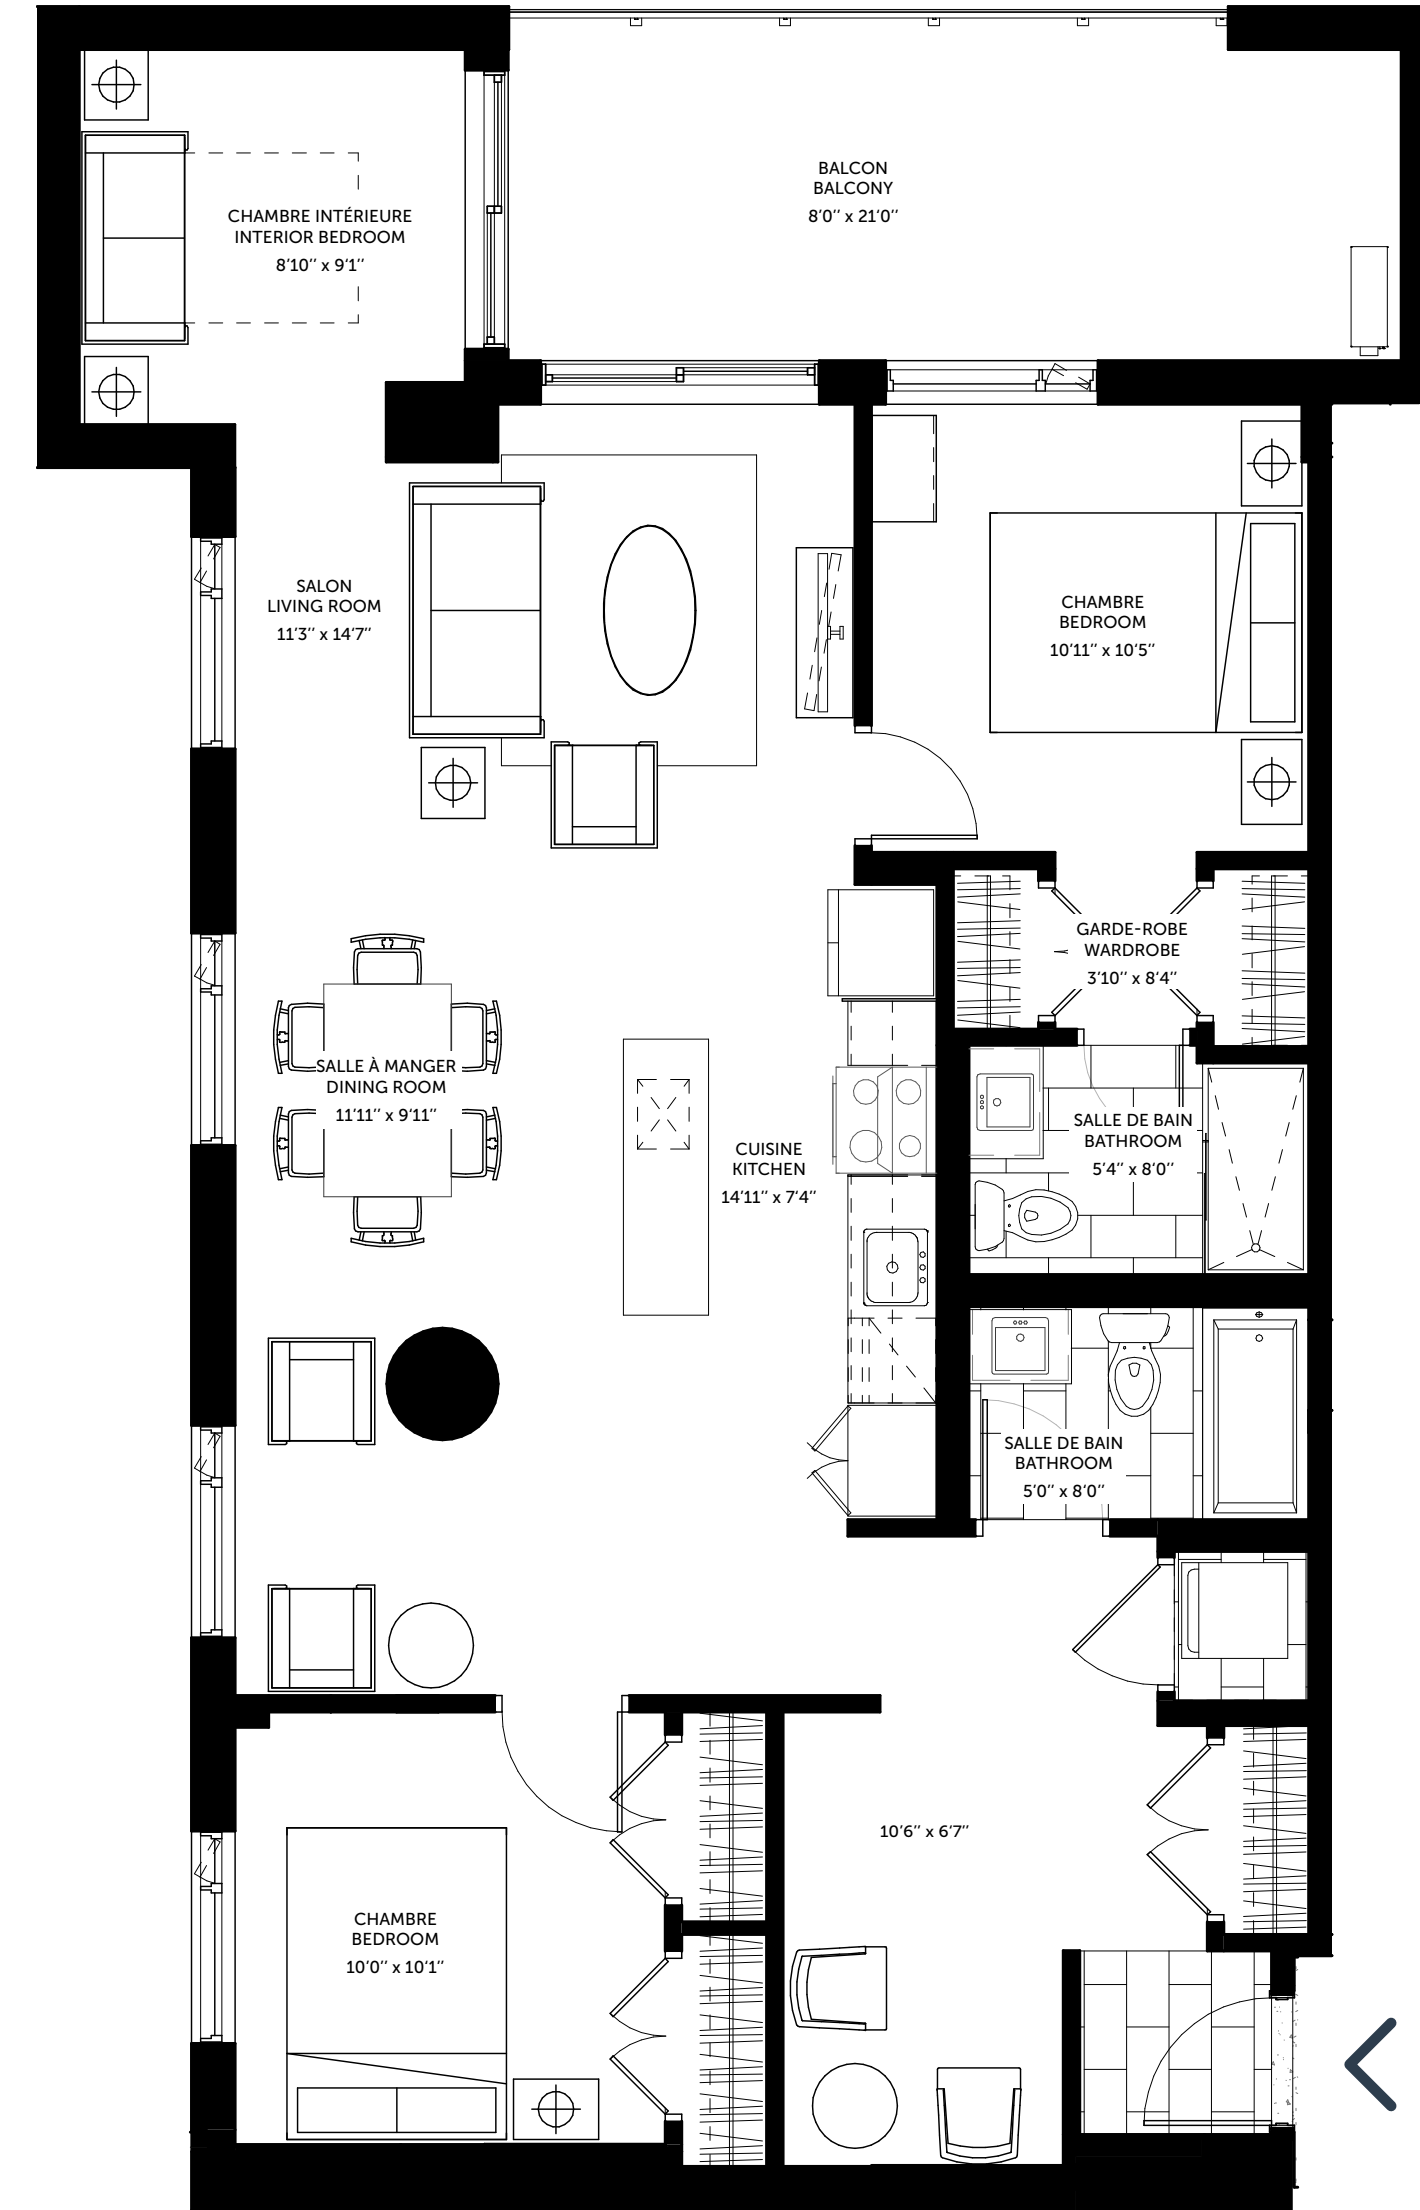 BALCON
BALCONY
8'0'' x 21'0''
CHAMBRE INTÉRIEURE
INTERIOR BEDROOM
8'10'' x 9'1''
SALON
LIVING ROOM
11'3'' x 14'7''
CHAMBRE
BEDROOM
10'11'' x 10'5''
GARDE-ROBE
WARDROBE
3'10'' x 8'4''
SALLE À MANGER
DINING ROOM
11'11'' x 9'11''
SALLE DE BAIN
BATHROOM
5'4'' x 8'0''
CUISINE
KITCHEN
14'11'' x 7'4''
SALLE DE BAIN
BATHROOM
5'0'' x 8'0''
10'6'' x 6'7''
CHAMBRE
BEDROOM
10'0'' x 10'1''